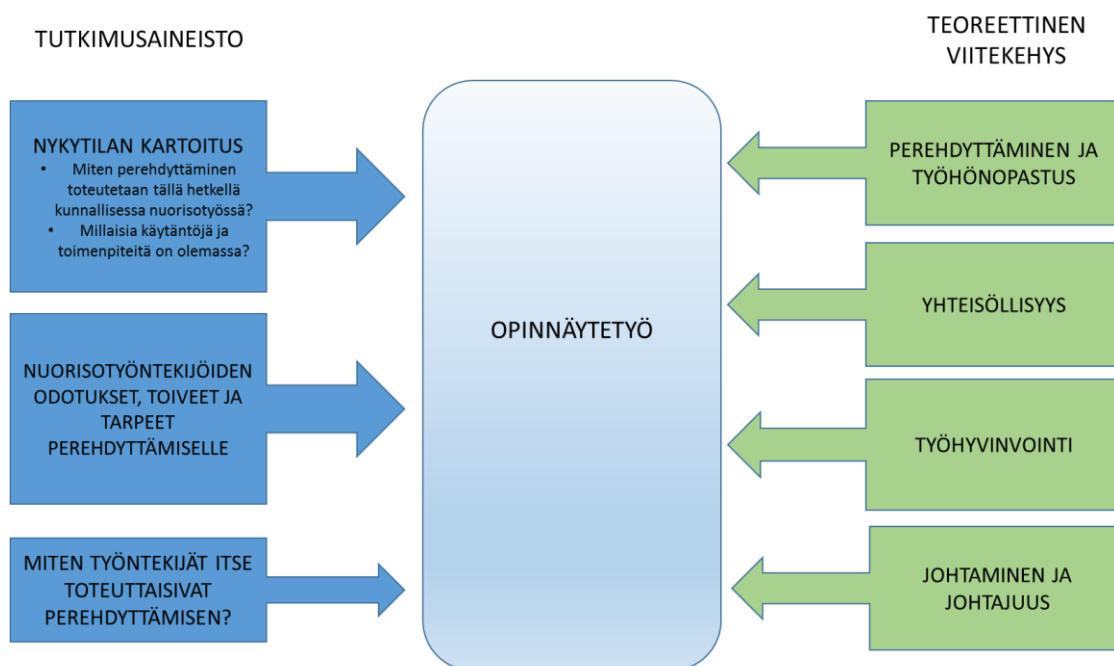 TUTKIMUSAINEISTO
NYKYTILAN KARTOITUS
• Miten perehdyttäminen
toteutetaan tällä hetkellä
kunnallisessa nuorisotyössä?
• Millaisia käytäntöjä ja
toimenpiteitä on olemassa?
NUORISOTYÖNTEKIJÖIDEN
ODOTUKSET, TOIVEET JA
TARPEET
PEREHDYTTÄMISELLE
MITEN TYÖNTEKIJÄT ITSE
TOTEUTTAISIVAT
PEREHDYTTÄMISEN?
OPINNÄYTETYÖ
TEOREETTINEN
VIITEKEHYS
PEREHDYTTÄMINEN JA
TYÖHÖNOPASTUS
YHTEISÖLLISYYS
TYÖHYVINVOINTI
JOHTAMINEN JA
JOHTAJUUS